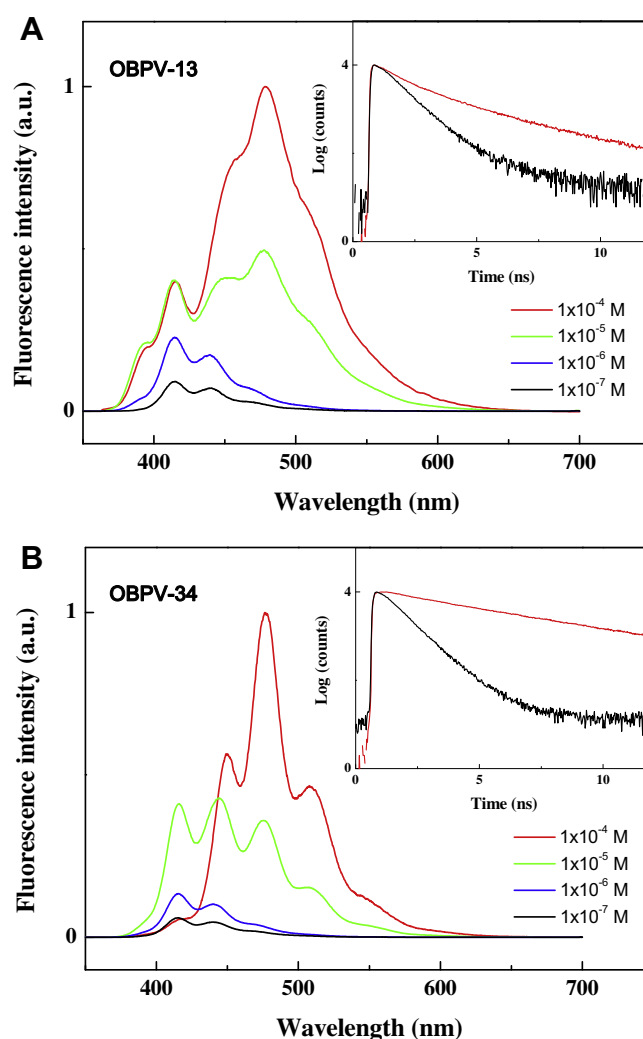 A
OBPV-13
Fluorescence intensity (a.u.)
1
0
400
500
600
700
Wavelength (nm)
Log (counts)
4
0
0
5
10
Time (ns)
1x10⁻⁴ M
1x10⁻⁵ M
1x10⁻⁶ M
1x10⁻⁷ M
B
OBPV-34
Fluorescence intensity (a.u.)
1
0
400
500
600
700
Wavelength (nm)
Log (counts)
4
0
0
5
10
Time (ns)
1x10⁻⁴ M
1x10⁻⁵ M
1x10⁻⁶ M
1x10⁻⁷ M